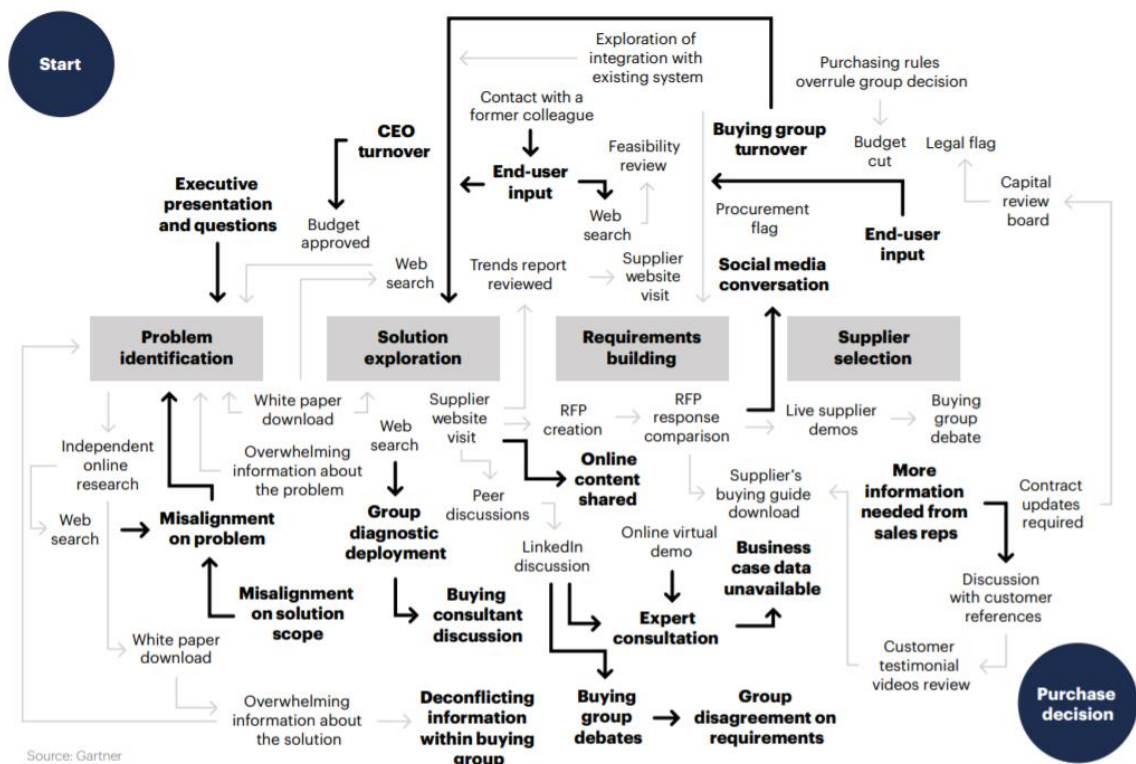 Start
Exploration of
integration with
existing system
Purchasing rules
overrule group decision
Contact with a
former colleague
CEO
turnover
Buying group
turnover
Budget
cut
Legal flag
Feasibility
review
End-user
input
Executive
presentation
and questions
Capital
review
board
Budget
approved
Web
search
Procurement
flag
End-user
input
Web
search
Trends report
reviewed
Supplier
website
visit
Social media
conversation
Problem
identification
Solution
exploration
Requirements
building
Supplier
selection
White paper
download
Supplier
website
visit
RFP
creation
RFP
response
comparison
Live supplier
demos
Buying
group
debate
Web
search
Independent
online
research
Overwhelming
information about
the problem
Online
content
shared
Supplier's
buying guide
download
More
information
needed from
sales reps
Contract
updates
required
Peer
discussions
Web
search
Misalignment
on problem
Group
diagnostic
deployment
LinkedIn
discussion
Online virtual
demo
Business
case data
unavailable
Misalignment
on solution
scope
Buying
consultant
discussion
Expert
consultation
Discussion
with customer
references
White paper
download
Customer
testimonial
videos review
Purchase
decision
Overwhelming
information about
the solution
Deconflicting
information
within buying
group
Buying
group
debates
Group
disagreement on
requirements
Source: Gartner